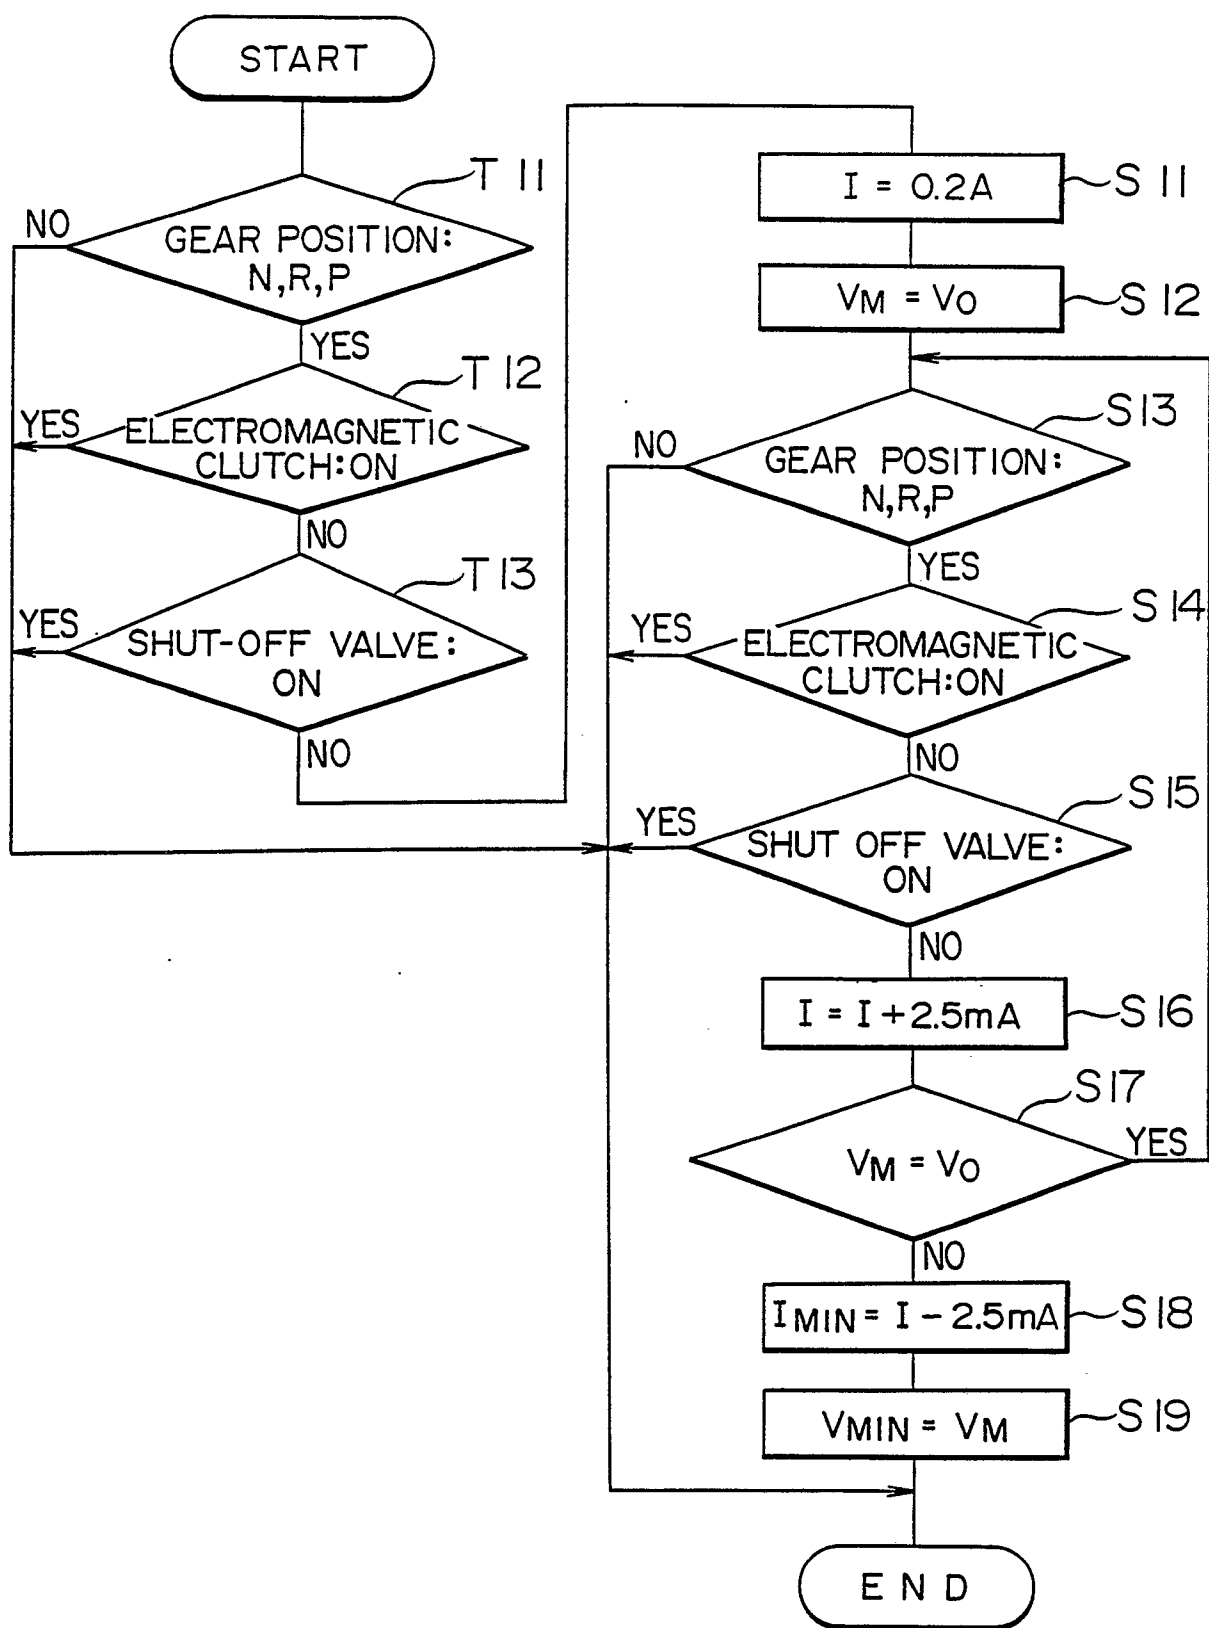 START
T 11
NO
GEAR POSITION:
N,R,P
YES
T 12
YES
ELECTROMAGNETIC
CLUTCH:ON
NO
T 13
YES
SHUT-OFF VALVE:
ON
NO
I = 0.2A
S 11
VM = VO
S 12
S 13
NO
GEAR POSITION:
N,R,P
YES
S 14
YES
ELECTROMAGNETIC
CLUTCH:ON
NO
S 15
YES
SHUT OFF VALVE:
ON
NO
I = I + 2.5mA
S 16
S 17
YES
VM = VO
NO
IMIN = I - 2.5mA
S 18
VMIN = VM
S 19
END